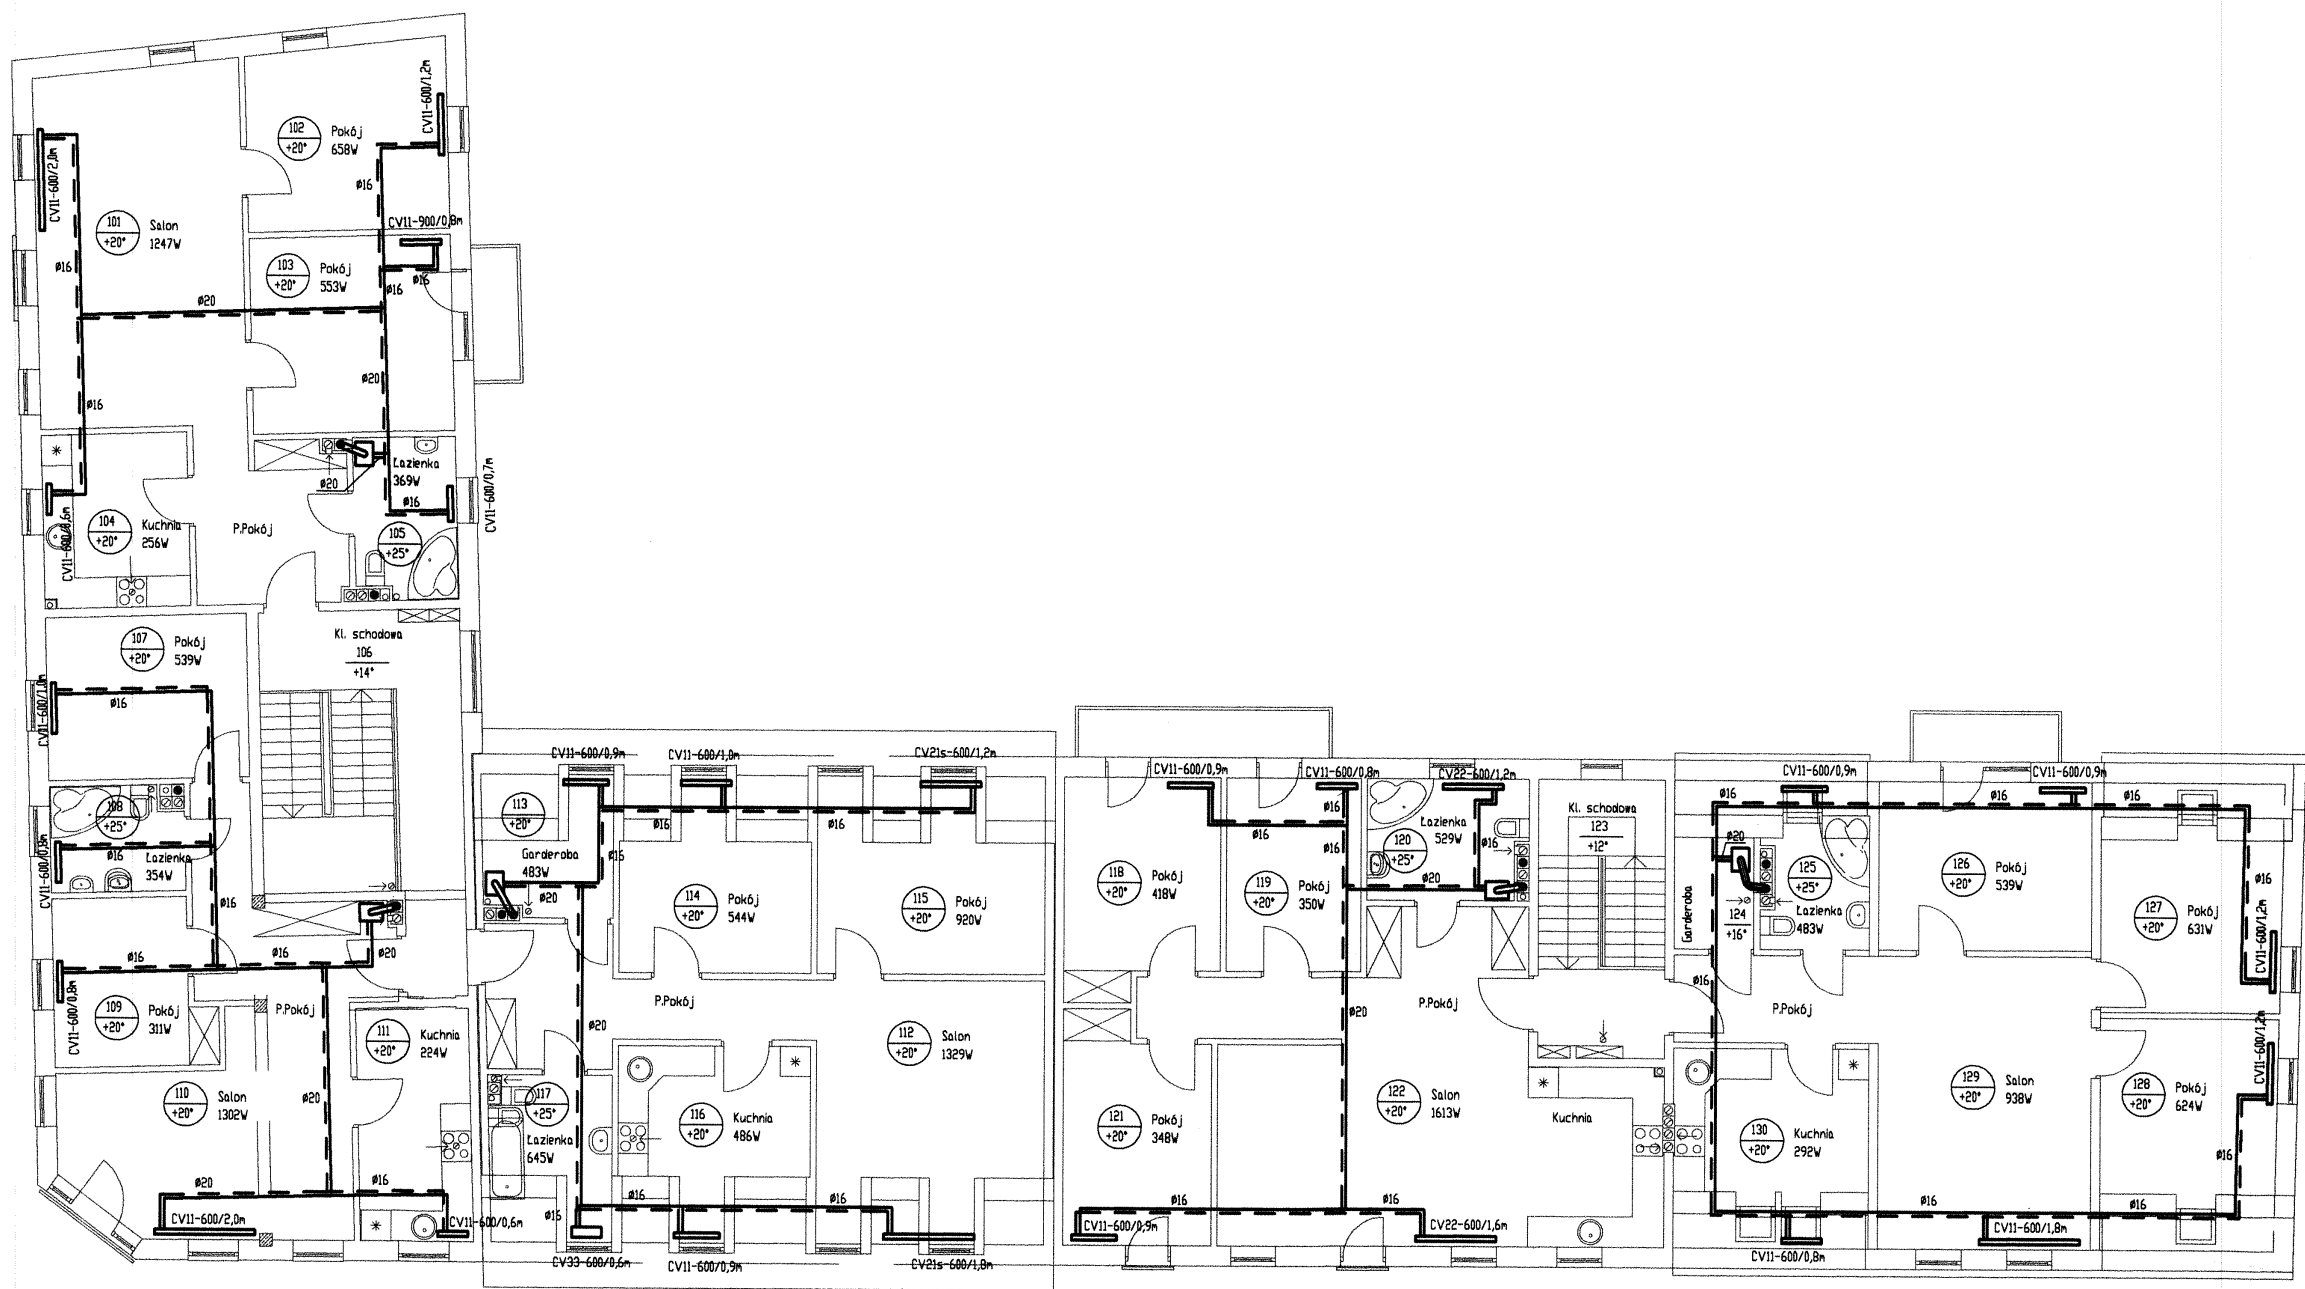 CV11-600/1,2m
102
+20°
Pokój
658W
ø16
CV11-600/2,0m
101
+20°
Salon
1247W
CV11-900/0,8m
103
+20°
Pokój
553W
ø16
ø16
ø16
ø20
ø20
ø16
Łazienka
369W
ø20
ø16
CV11-600/0,7m
104
+20°
Kuchnia
256W
CV11-600/0,6m
P.Pokój
105
+25°
107
+20°
Pokój
539W
Kl. schodowa
106
+14°
CV11-600/1,0m
ø16
108
+25°
ø16
Łazienka
354W
CV11-600/0,8m
ø16
ø16
ø16
ø20
CV11-600/0,8m
109
+20°
Pokój
311W
P.Pokój
111
+20°
Kuchnia
224W
110
+20°
Salon
1302W
ø20
ø20
ø16
CV11-600/2,0m
CV11-600/0,6m
CV11-600/0,9m
CV11-600/1,0m
CV21s-600/1,2m
113
+20°
Garderoba
483W
ø16
ø16
ø16
ø20
114
+20°
Pokój
544W
115
+20°
Pokój
920W
P.Pokój
ø20
112
+20°
Salon
1329W
117
+25°
Łazienka
645W
116
+20°
Kuchnia
486W
ø16
ø16
ø16
CV33-600/0,6m
CV11-600/0,9m
CV21s-600/1,8m
CV11-600/0,9m
CV11-600/0,8m
CV22-600/1,2m
ø16
ø16
ø16
118
+20°
Pokój
418W
119
+20°
Pokój
350W
Łazienka
529W
120
+25°
ø16
ø20
Kl. schodowa
123
+12°
P.Pokój
ø20
121
+20°
Pokój
348W
122
+20°
Salon
1613W
Kuchnia
ø16
ø16
CV11-600/0,9m
CV22-600/1,6m
CV11-600/0,9m
CV11-600/0,9m
ø16
ø16
ø16
ø20
125
+25°
Łazienka
483W
Garderoba
124
+16°
126
+20°
Pokój
539W
127
+20°
Pokój
631W
ø16
CV11-600/1,2m
ø16
P.Pokój
CV11-600/1,2m
129
+20°
Salon
938W
128
+20°
Pokój
624W
130
+20°
Kuchnia
292W
ø16
ø16
ø16
CV11-600/1,8m
CV11-600/0,8m